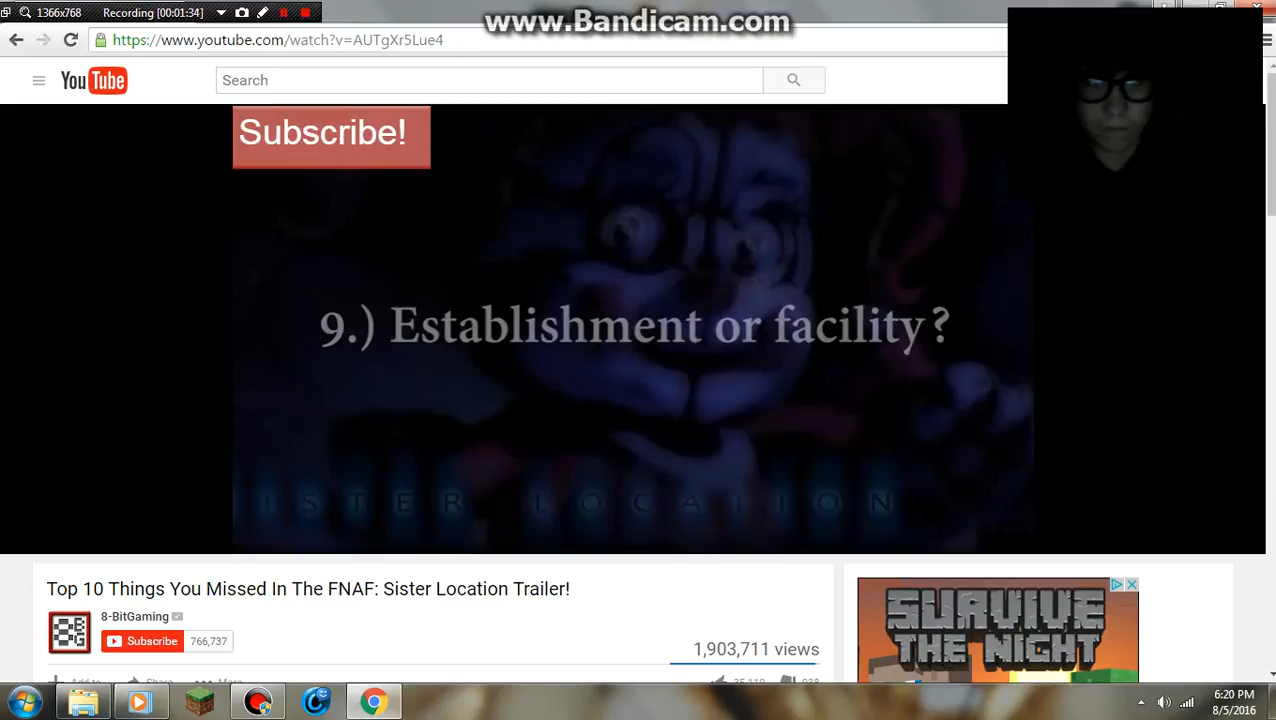 1366x768 Recording [00:01:34]
www.Bandicam.com
https://www.youtube.com/watch?v=AUTgXr5Lue4
YouTube
Search
Subscribe!
9.) Establishment or facility?
ISTER LOCATION
Top 10 Things You Missed In The FNAF: Sister Location Trailer!
8-BitGaming
Subscribe 766,737
1,903,711 views
SURVIVE
THE NIGHT
6:20 PM
8/5/2016